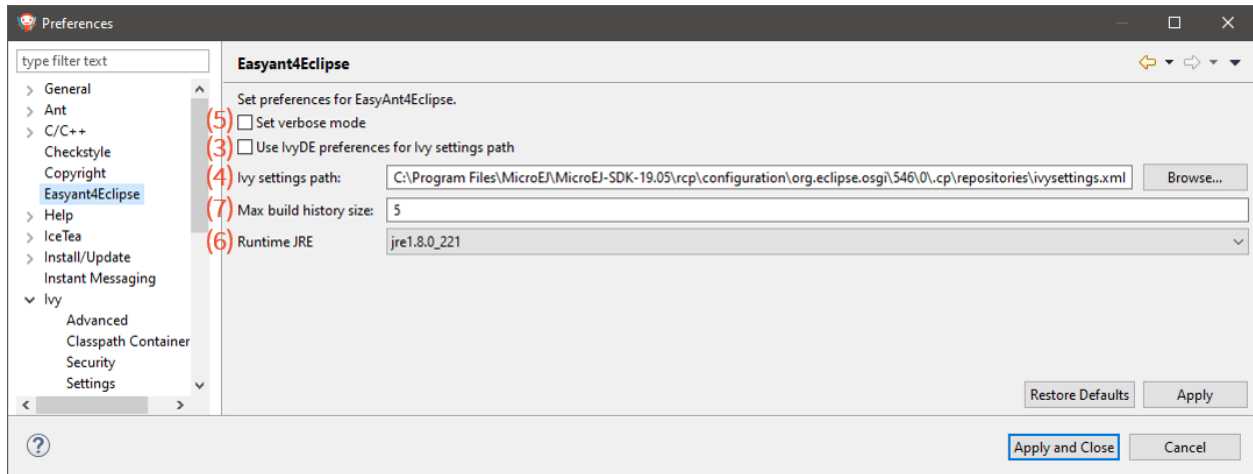 Preferences
type filter text
General
Ant
C/C++
Checkstyle
Copyright
Easyant4Eclipse
Help
IceTea
Install/Update
Instant Messaging
Ivy
Advanced
Classpath Container
Security
Settings
Easyant4Eclipse
Set preferences for EasyAnt4Eclipse.
(5) Set verbose mode
(3) Use IvyDE preferences for Ivy settings path
(4) Ivy settings path: C:\Program Files\MicroEJ\MicroEJ-SDK-19.05\rcp\configuration\org.eclipse.osgi\546\0\.cp\repositories\ivysettings.xml Browse...
(7) Max build history size: 5
(6) Runtime JRE jre1.8.0_221
Restore Defaults Apply
? Apply and Close Cancel